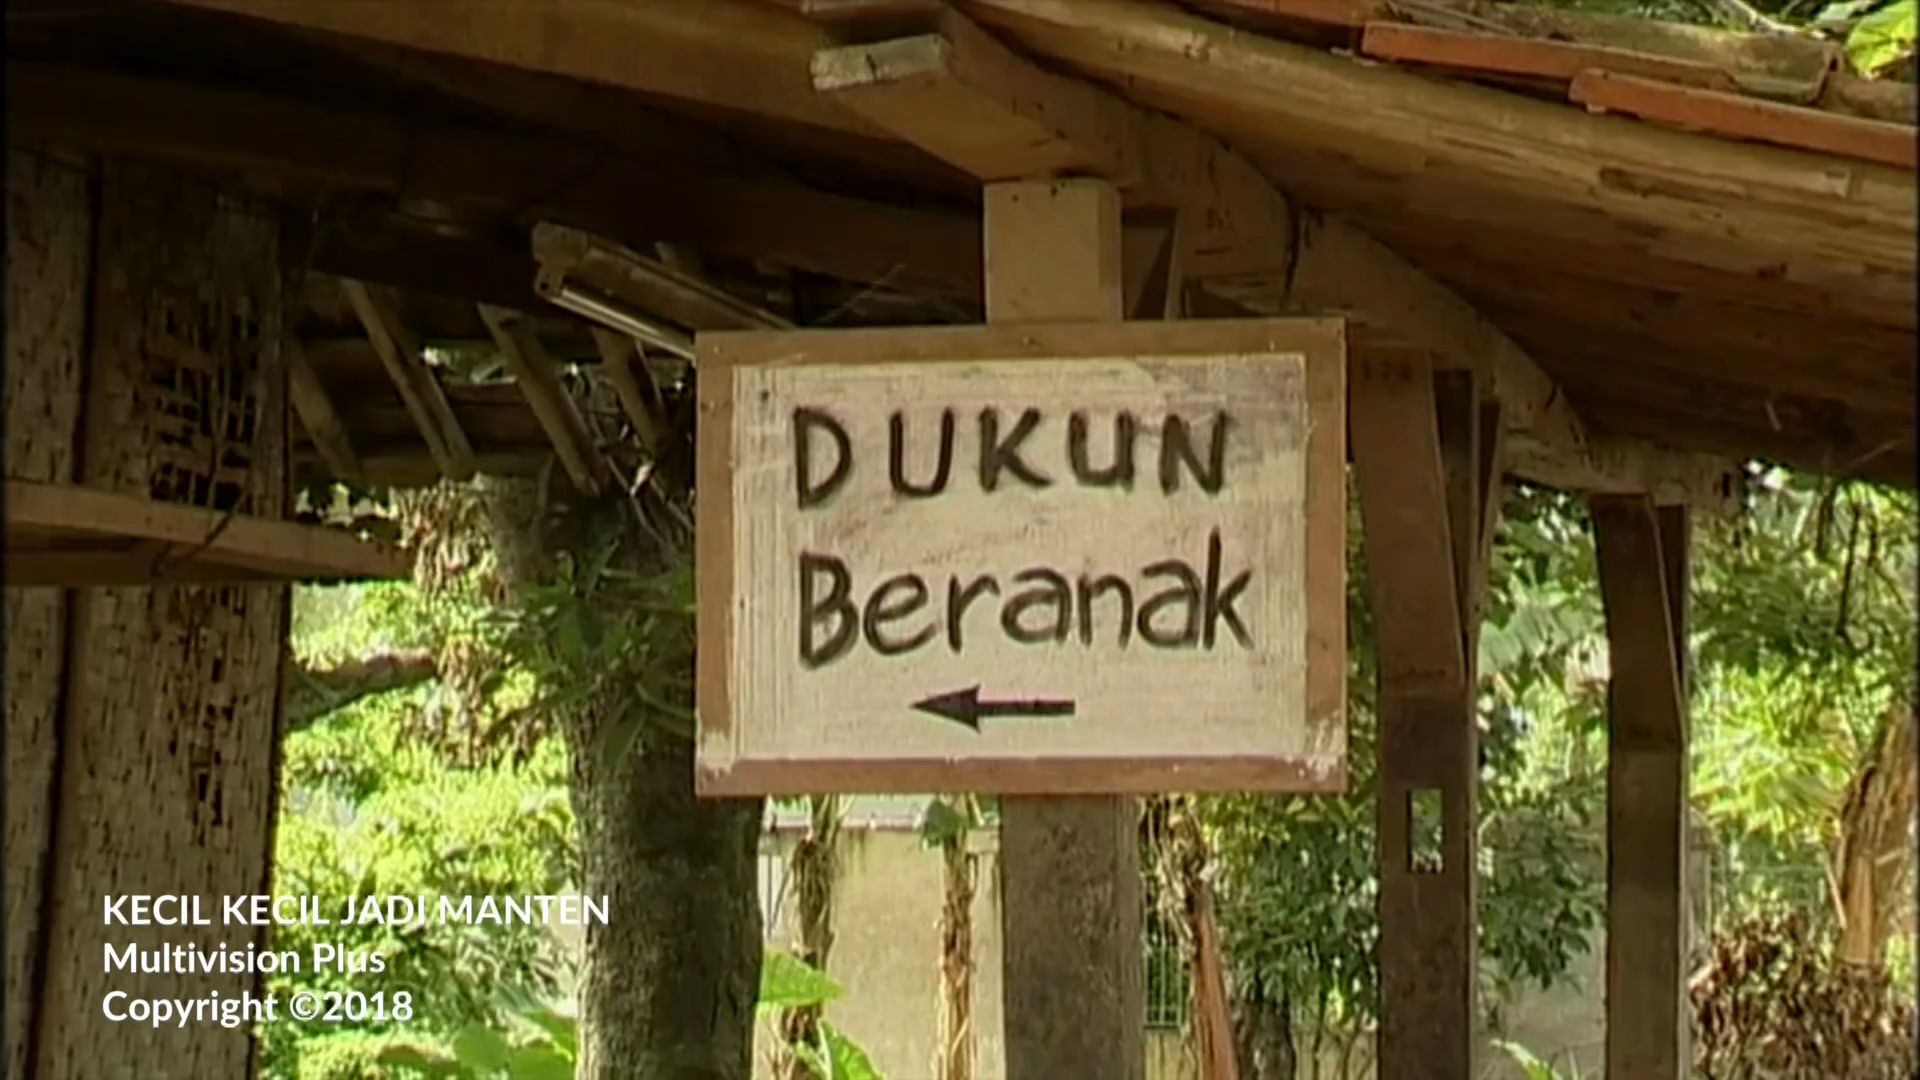 DUKUN
Beranak
KECIL KECIL JADI MANTEN
Multivision Plus
Copyright ©2018